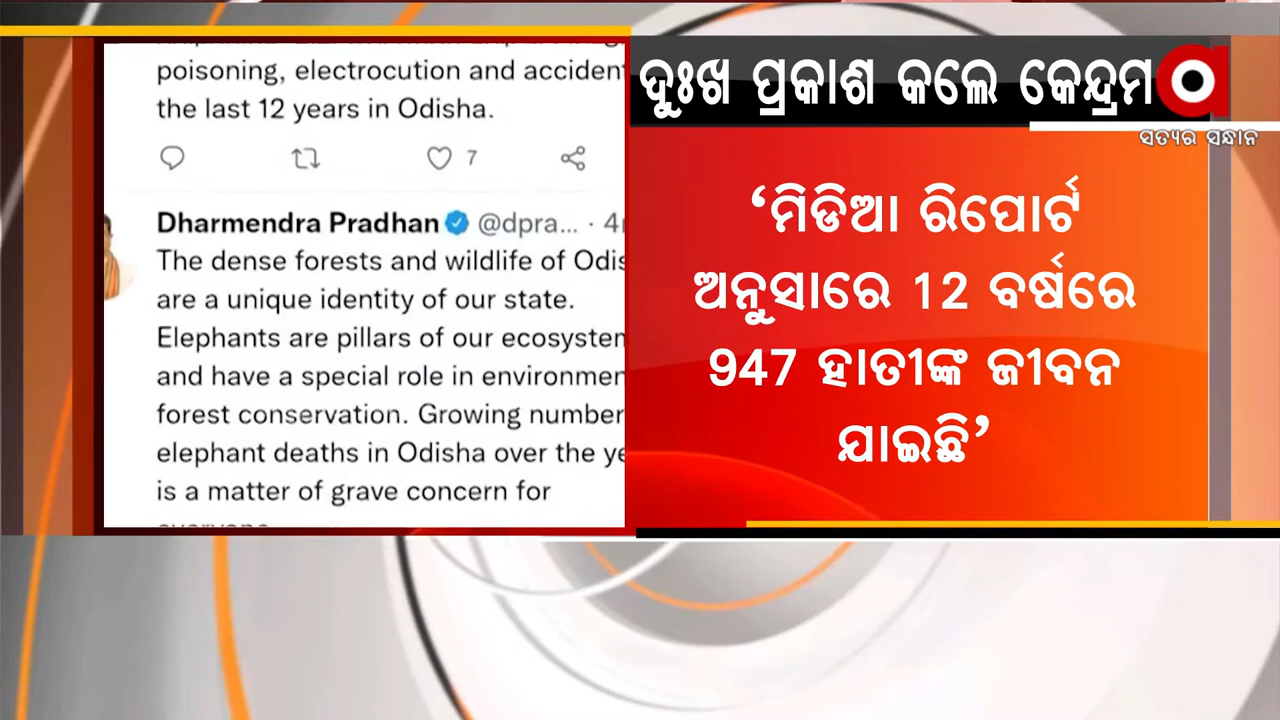 poisoning, electrocution and acciden
the last 12 years in Odisha.
7
Dharmendra Pradhan @dpra... · 4
The dense forests and wildlife of Odis
are a unique identity of our state.
Elephants are pillars of our ecosystem
and have a special role in environmen
forest conservation. Growing number
elephant deaths in Odisha over the ye
is a matter of grave concern for
ଦୁଃଖ ପ୍ରକାଶ କଲେ କେନ୍ଦ୍ରମ
ସତ୍ୟର ସନ୍ଧାନ
‘ମିଡିଆ ରିପୋର୍ଟ
ଅନୁସାରେ 12 ବର୍ଷରେ
947 ହାତୀଙ୍କ ଜୀବନ
ଯାଇଛି’